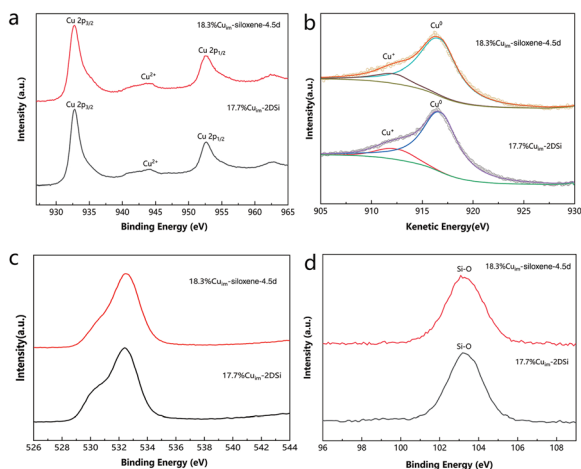 a
Cu 2p3/2
18.3%Cuim-siloxene-4.5d
Cu 2p1/2
Cu2+
Cu 2p3/2
17.7%Cuim-2DSi
Cu 2p1/2
Cu2+
Intensity (a.u.)
930 935 940 945 950 955 960 965
Binding Energy (eV)
b
Cu0
18.3%Cuim-siloxene-4.5d
Cu+
Cu0
Cu+
17.7%Cuim-2DSi
Intensity (a.u.)
905 910 915 920 925 930
Kenetic Energy(eV)
c
18.3%Cuim-siloxene-4.5d
17.7%Cuim-2DSi
Intensity(a.u.)
526 528 530 532 534 536 538 540 542 544
Binding Energy (eV)
d
Si-O
18.3%Cuim-siloxene-4.5d
Si-O
17.7%Cuim-2DSi
Intensity(a.u.)
96 98 100 102 104 106 108
Binding Energy (eV)